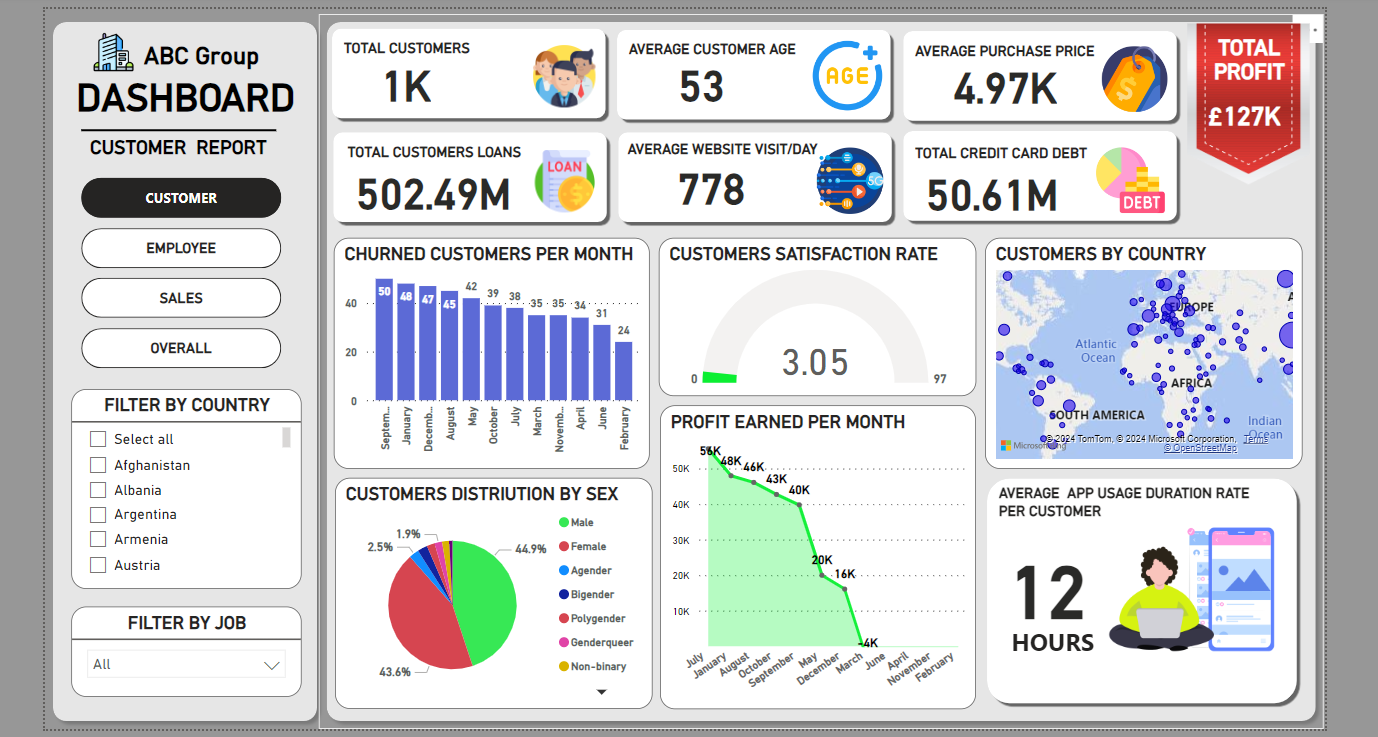 ABC Group
DASHBOARD
CUSTOMER REPORT
CUSTOMER
EMPLOYEE
SALES
OVERALL
FILTER BY COUNTRY
Select all
Afghanistan
Albania
Argentina
Armenia
Austria
FILTER BY JOB
All
TOTAL CUSTOMERS
1K
AVERAGE CUSTOMER AGE
53
AGE
AVERAGE PURCHASE PRICE
4.97K
TOTAL
PROFIT
£127K
TOTAL CUSTOMERS LOANS
502.49M
LOAN
AVERAGE WEBSITE VISIT/DAY
778
5G
TOTAL CREDIT CARD DEBT
50.61M
DEBT
CHURNED CUSTOMERS PER MONTH
40
20
0
50
48
47
45
42
39
38
35
35
34
31
24
Septem...
January
Decemb...
August
May
October
July
March
Novemb...
April
June
February
CUSTOMERS SATISFACTION RATE
3.05
0
97
CUSTOMERS BY COUNTRY
EUROPE
A
Atlantic
Ocean
AFRICA
SOUTH AMERICA
Indian
Ocean
Microsoft Bing
© 2024 TomTom, © 2024 Microsoft Corporation, Terms
© OpenStreetMap
CUSTOMERS DISTRIUTION BY SEX
1.9%
2.5%
44.9%
43.6%
Male
Female
Agender
Bigender
Polygender
Genderqueer
Non-binary
PROFIT EARNED PER MONTH
50K
40K
30K
20K
10K
56K
48K
46K
43K
40K
20K
16K
-4K
July
January
August
October
September
May
December
March
June
April
November
February
AVERAGE APP USAGE DURATION RATE
PER CUSTOMER
12
HOURS